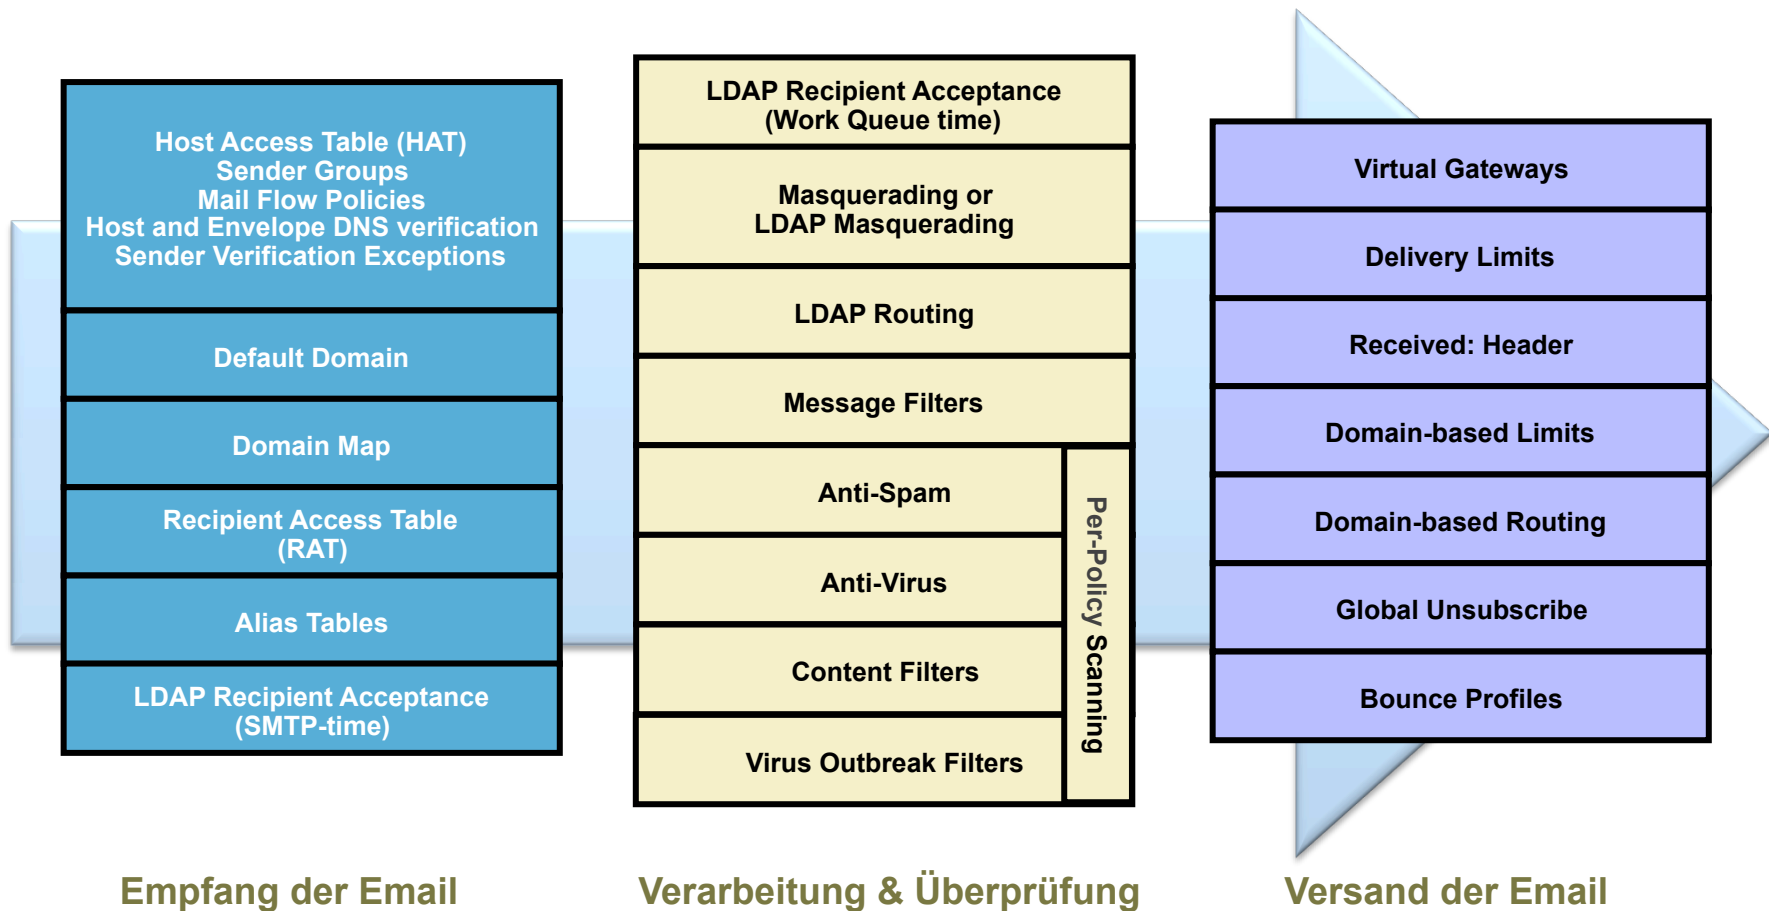 Host Access Table (HAT)
Sender Groups
Mail Flow Policies
Host and Envelope DNS verification
Sender Verification Exceptions
Default Domain
Domain Map
Recipient Access Table
(RAT)
Alias Tables
LDAP Recipient Acceptance
(SMTP-time)
Empfang der Email
LDAP Recipient Acceptance
(Work Queue time)
Masquerading or
LDAP Masquerading
LDAP Routing
Message Filters
Anti-Spam
Anti-Virus
Content Filters
Virus Outbreak Filters
Per-Policy Scanning
Verarbeitung & Überprüfung
Virtual Gateways
Delivery Limits
Received: Header
Domain-based Limits
Domain-based Routing
Global Unsubscribe
Bounce Profiles
Versand der Email